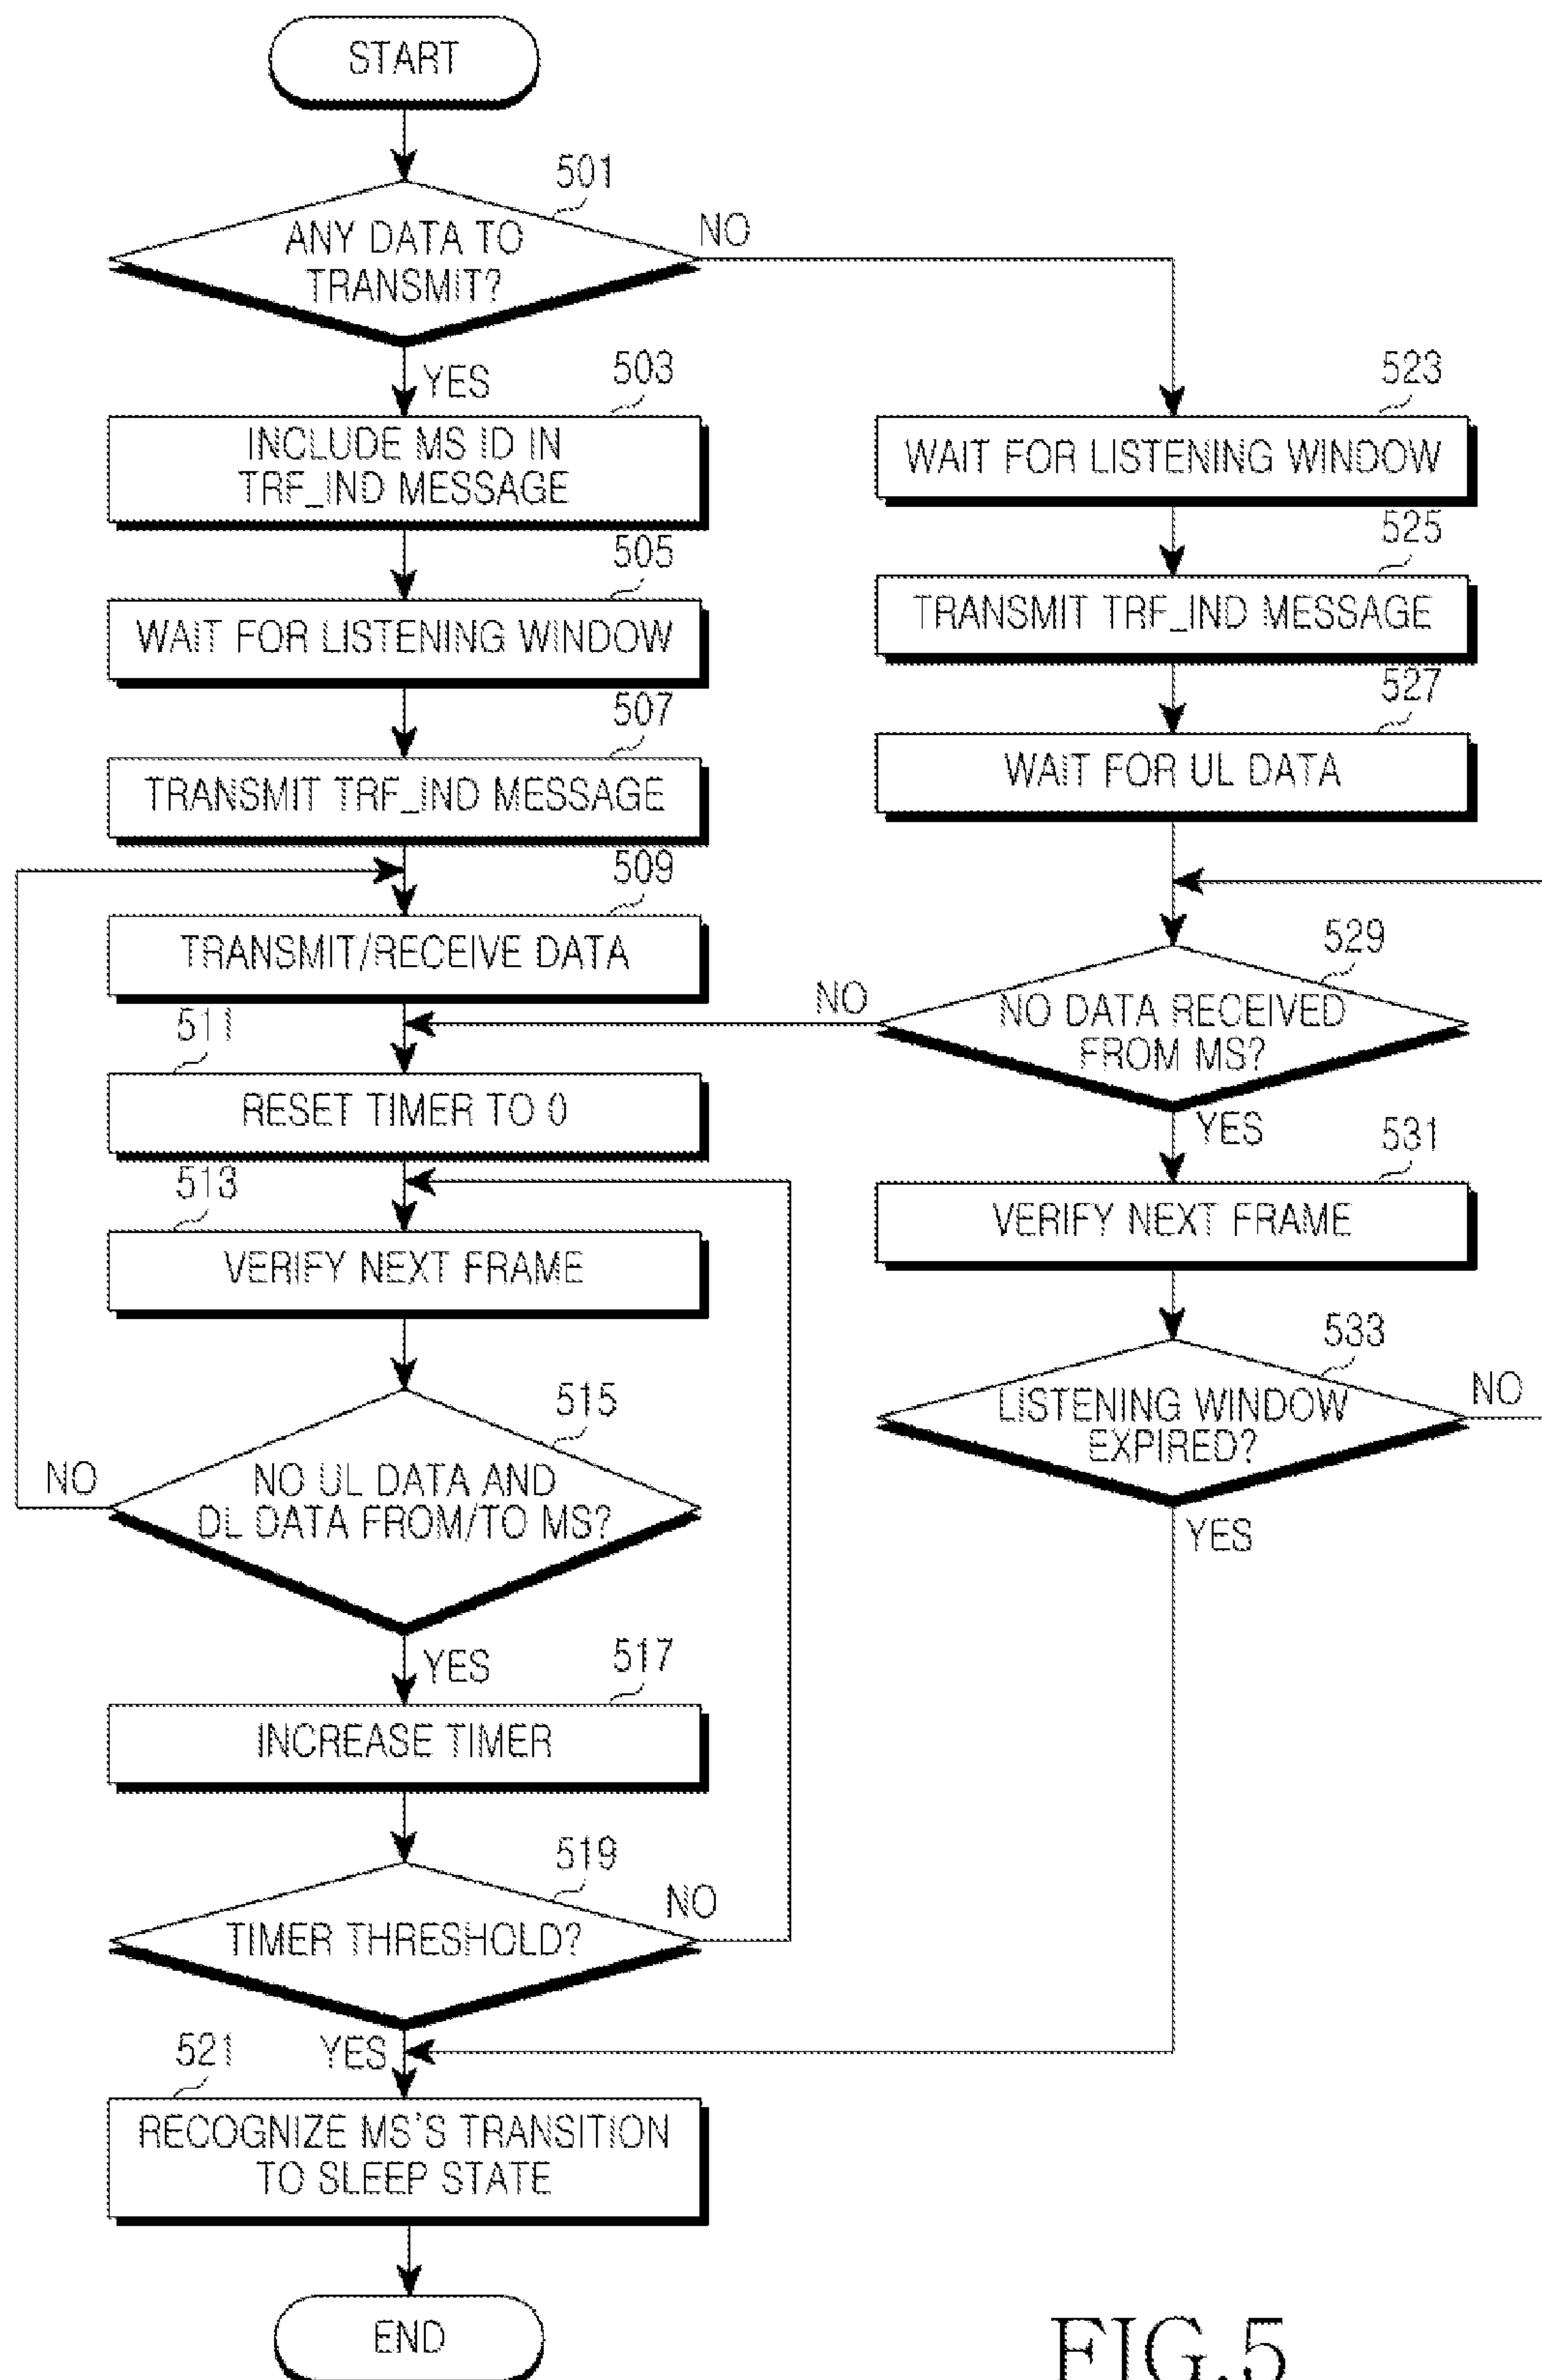 START
501
ANY DATA TO
TRANSMIT?
NO
YES
503
INCLUDE MS ID IN
TRF_IND MESSAGE
505
WAIT FOR LISTENING WINDOW
507
TRANSMIT TRF_IND MESSAGE
509
TRANSMIT/RECEIVE DATA
511
RESET TIMER TO 0
513
VERIFY NEXT FRAME
515
NO UL DATA AND
DL DATA FROM/TO MS?
NO
YES
517
INCREASE TIMER
519
TIMER THRESHOLD?
NO
YES
521
RECOGNIZE MS'S TRANSITION
TO SLEEP STATE
END
523
WAIT FOR LISTENING WINDOW
525
TRANSMIT TRF_IND MESSAGE
527
WAIT FOR UL DATA
529
NO DATA RECEIVED
FROM MS?
NO
YES
531
VERIFY NEXT FRAME
533
LISTENING WINDOW
EXPIRED?
NO
YES
FIG.5